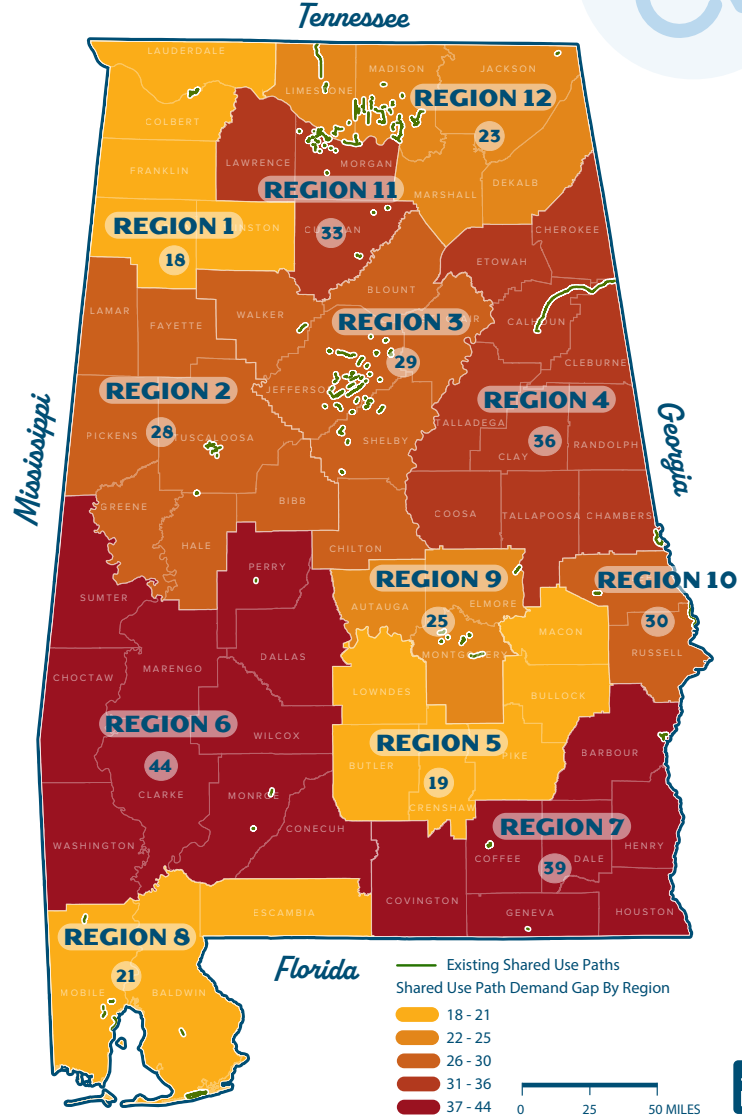 Tennessee
LAUDERDALE
LIMESTONE
MADISON
JACKSON
REGION 12
23
COLBERT
FRANKLIN
LAWRENCE
MORGAN
MARSHALL
DEKALB
REGION 11
33
REGION 1
18
CHEROKEE
ETOWAH
LAMAR
FAYETTE
WALKER
BLOUNT
REGION 3
29
CALHOUN
CLEBURNE
JEFFERSO
REGION 2
28
PICKENS
TUSCALOOSA
SHELBY
REGION 4
36
TALLADEGA
CLAY
RANDOLPH
Mississippi
Georgia
GREENE
HALE
BIBB
CHILTON
COOSA
TALLAPOOSA
CHAMBERS
SUMTER
PERRY
REGION 9
25
AUTAUGA
ELMORE
MONTGOMERY
MACON
REGION 10
30
RUSSELL
CHOCTAW
MARENGO
DALLAS
LOWNDES
BULLOCK
REGION 6
44
WILCOX
CLARKE
MONROE
CONECUH
WASHINGTON
REGION 5
19
BUTLER
PIKE
CRENSHAW
BARBOUR
REGION 7
39
COFFEE
DALE
HENRY
COVINGTON
GENEVA
HOUSTON
ESCAMBIA
REGION 8
21
MOBILE
BALDWIN
Florida
Existing Shared Use Paths
Shared Use Path Demand Gap By Region
18 - 21
22 - 25
26 - 30
31 - 36
37 - 44
0 25 50 MILES